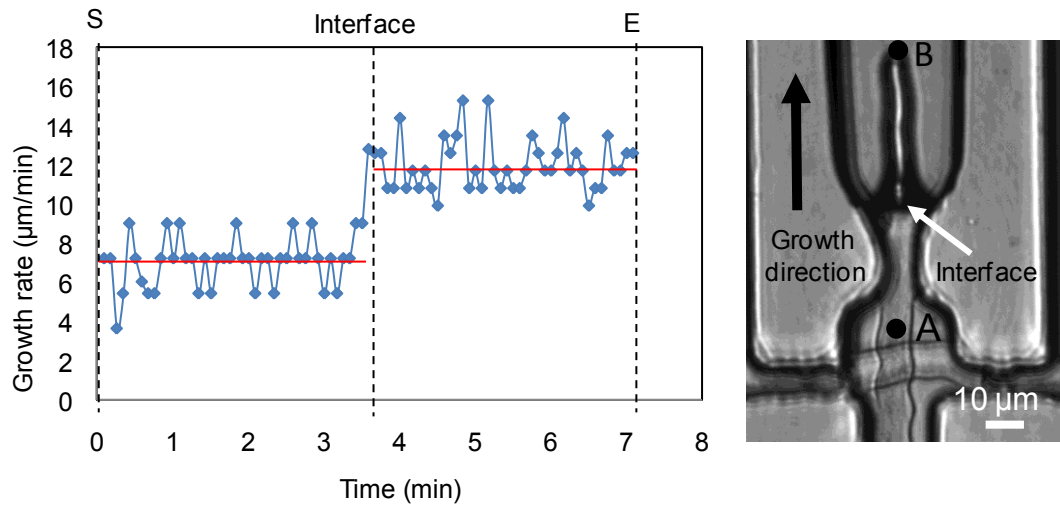 S
Interface
E
Growth rate (µm/min)
18
16
14
12
10
8
6
4
2
0
0 1 2 3 4 5 6 7 8
Time (min)
B
Growth
direction
Interface
A
10 µm